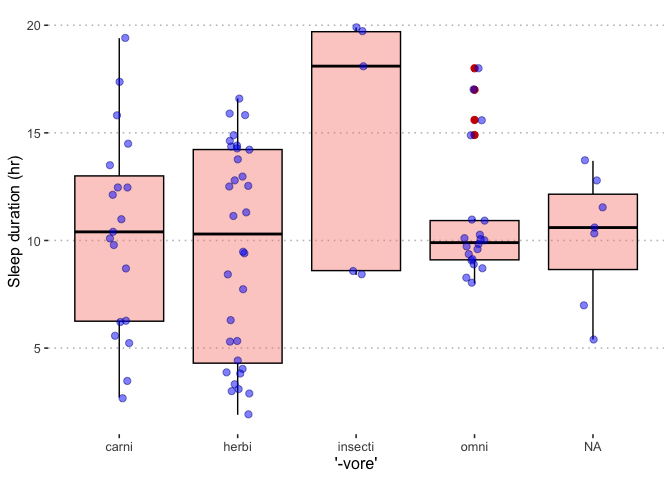 20
15
10
5
Sleep duration (hr)
carni herbi insecti omni NA
'-vore'